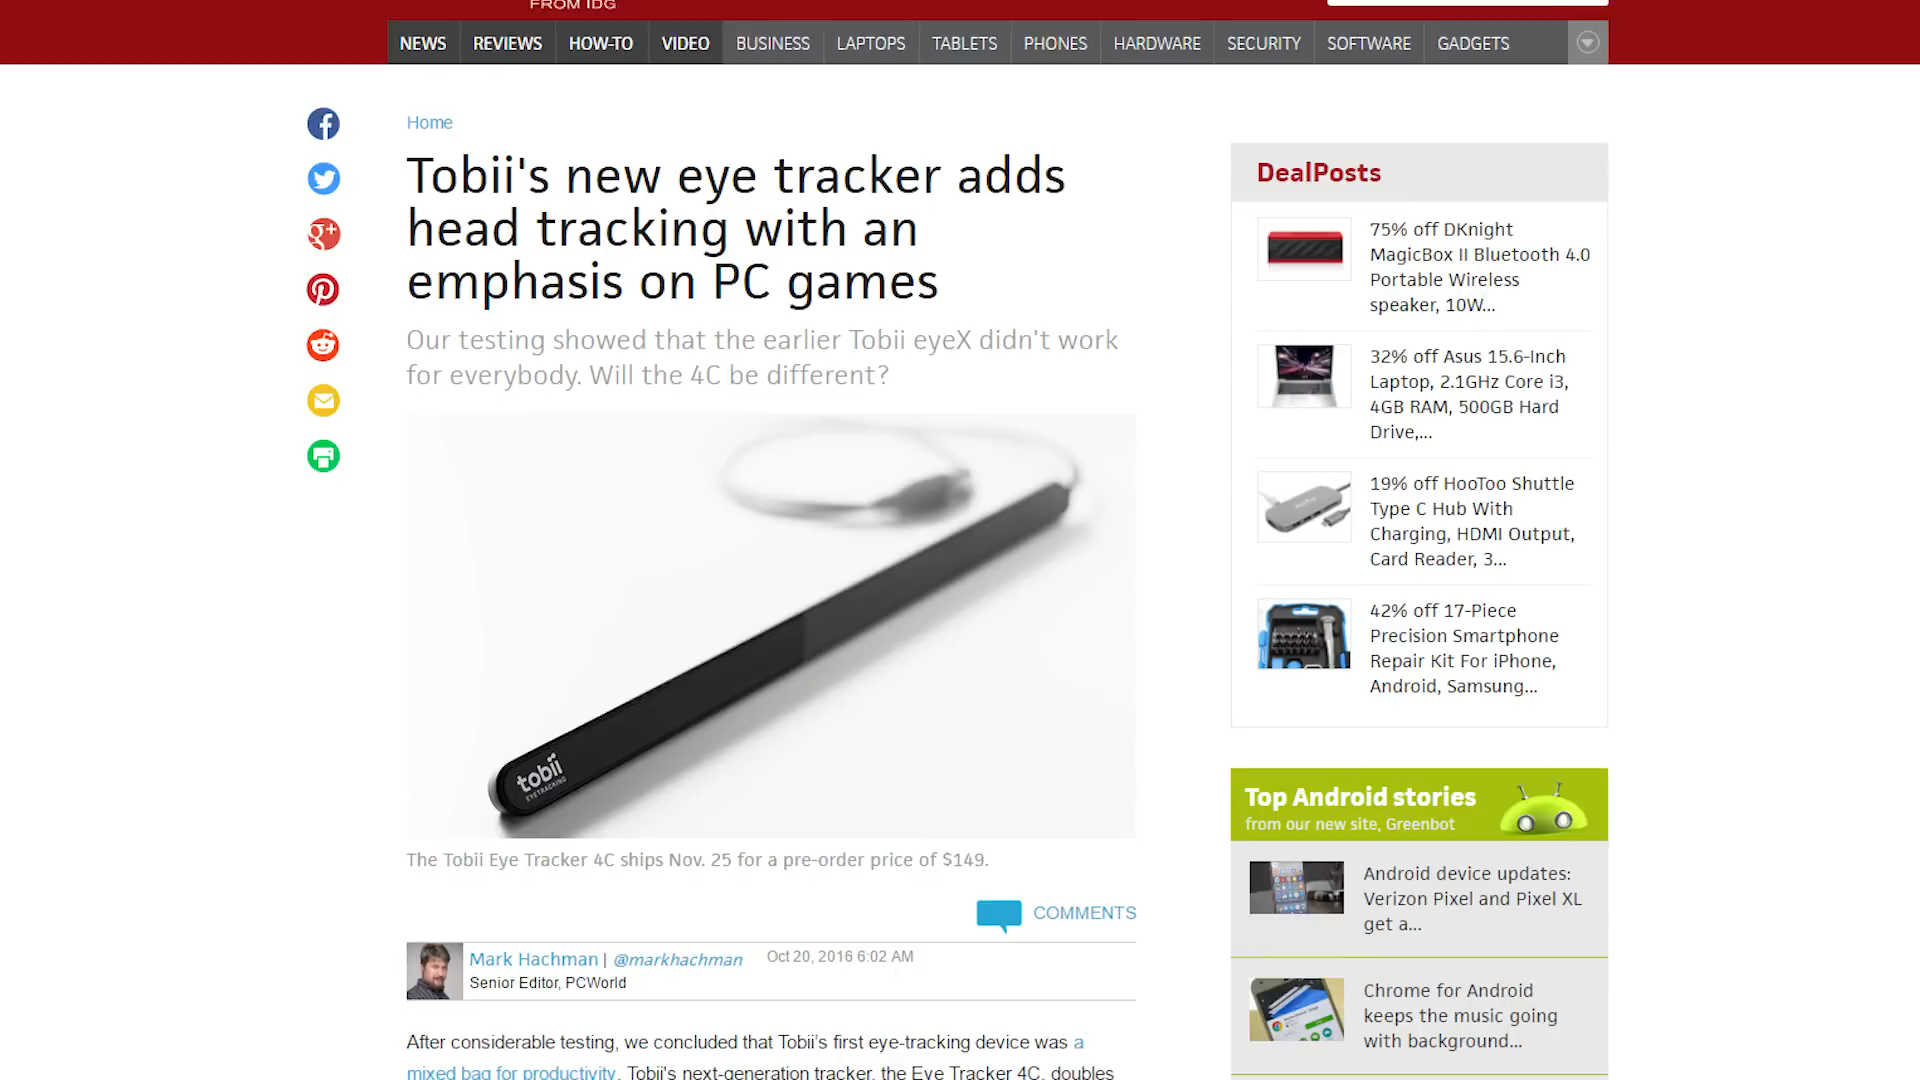 FROM IDG
NEWS REVIEWS HOW-TO VIDEO BUSINESS LAPTOPS TABLETS PHONES HARDWARE SECURITY SOFTWARE GADGETS
Home
Tobii's new eye tracker adds
head tracking with an
emphasis on PC games
Our testing showed that the earlier Tobii eyeX didn't work
for everybody. Will the 4C be different?
tobii
EYETRACKING
The Tobii Eye Tracker 4C ships Nov. 25 for a pre-order price of $149.
COMMENTS
Mark Hachman | @markhachman Oct 20, 2016 6:02 AM
Senior Editor, PCWorld
After considerable testing, we concluded that Tobii's first eye-tracking device was a
mixed bag for productivity. Tobii's next-generation tracker, the Eye Tracker 4C, doubles
DealPosts
75% off DKnight
MagicBox II Bluetooth 4.0
Portable Wireless
speaker, 10W...
32% off Asus 15.6-Inch
Laptop, 2.1GHz Core i3,
4GB RAM, 500GB Hard
Drive,...
19% off HooToo Shuttle
Type C Hub With
Charging, HDMI Output,
Card Reader, 3...
42% off 17-Piece
Precision Smartphone
Repair Kit For iPhone,
Android, Samsung...
Top Android stories
from our new site, Greenbot
Android device updates:
Verizon Pixel and Pixel XL
get a...
Chrome for Android
keeps the music going
with background...